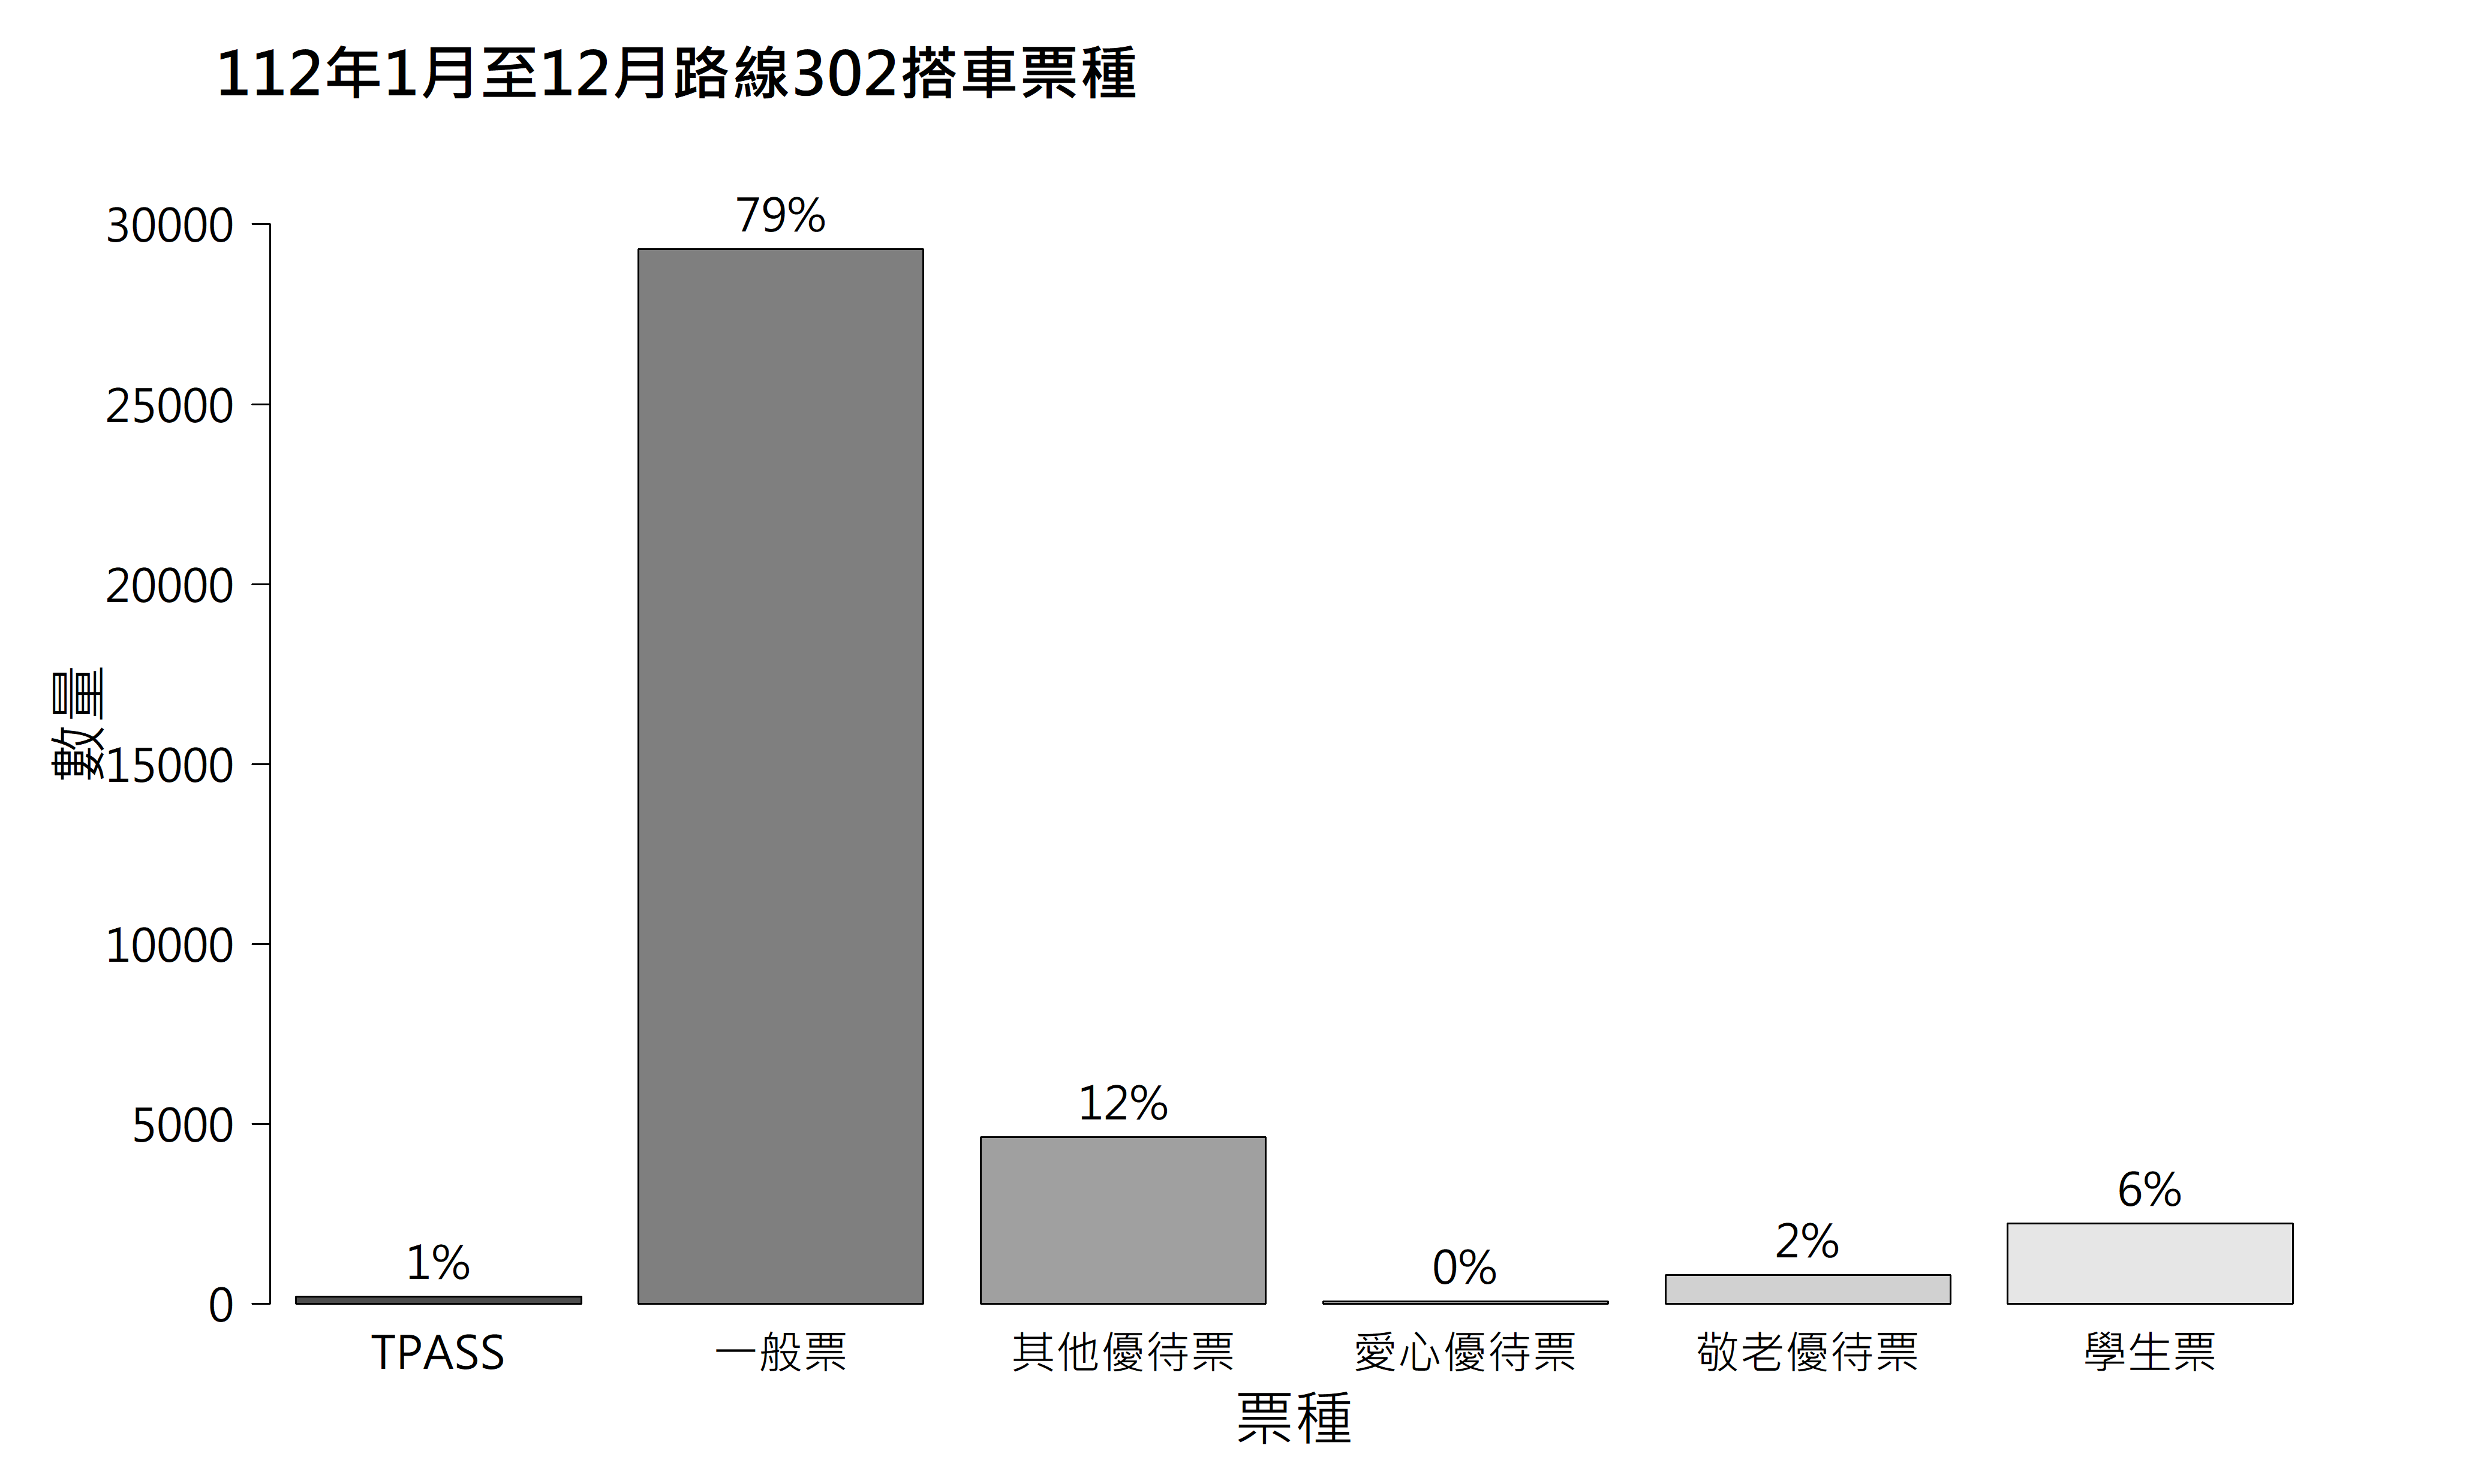 112年1月至12月路線302搭車票種
數量
30000
25000
20000
15000
10000
5000
0
1%
79%
12%
0%
2%
6%
TPASS
一般票
其他優待票
愛心優待票
敬老優待票
學生票
票種